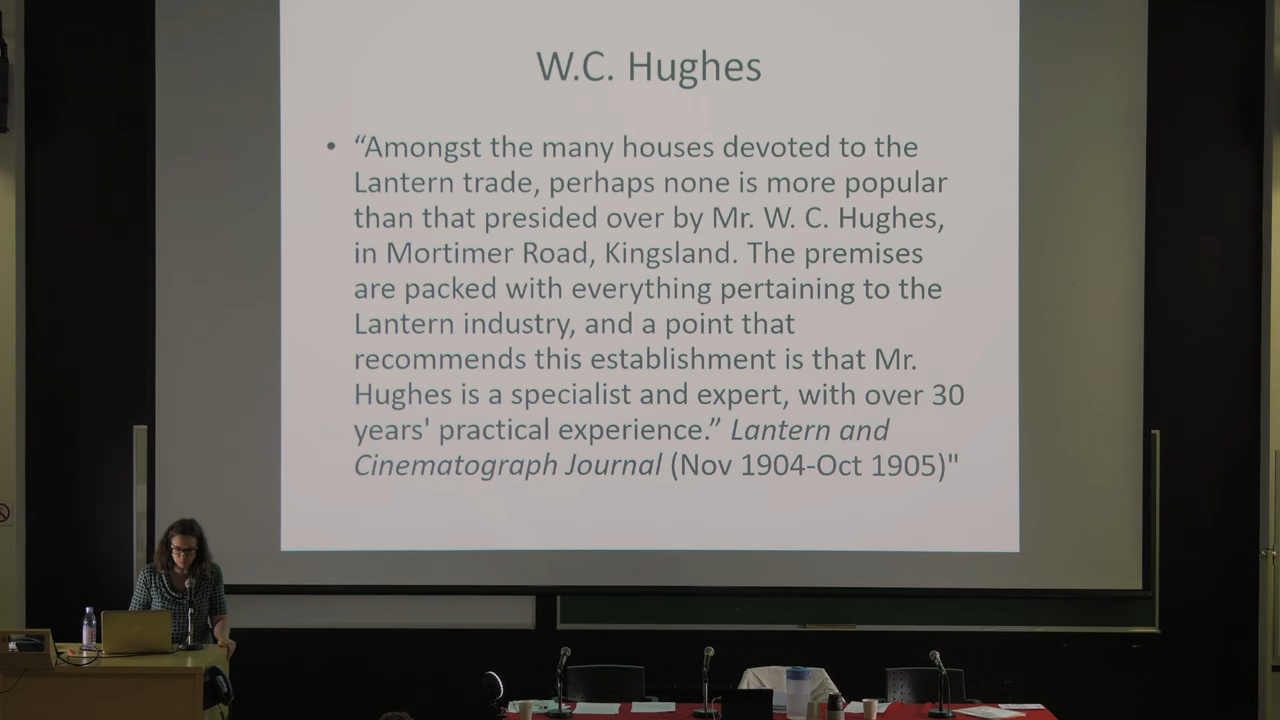 W.C. Hughes
• “Amongst the many houses devoted to the
Lantern trade, perhaps none is more popular
than that presided over by Mr. W. C. Hughes,
in Mortimer Road, Kingsland. The premises
are packed with everything pertaining to the
Lantern industry, and a point that
recommends this establishment is that Mr.
Hughes is a specialist and expert, with over 30
years' practical experience.” Lantern and
Cinematograph Journal (Nov 1904-Oct 1905)"